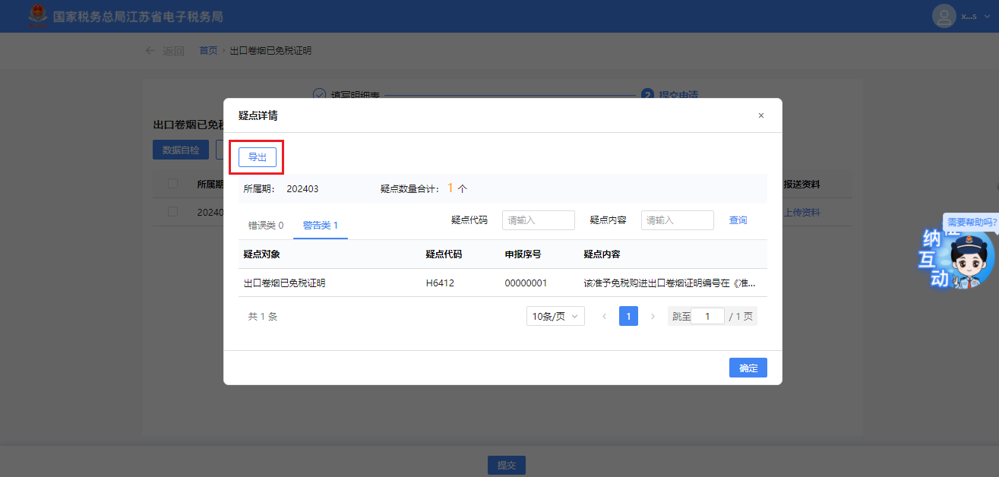 国家税务总局江苏省电子税务局
x...s
返回 首页 › 出口卷烟已免税证明
填写明细表 2 提交申请
出口卷烟已免税
疑点详情
×
数据自检
导出
所属期
所属期: 202403 疑点数量合计: 1 个
报送资料
20240
错误类 0 警告类 1 疑点代码 请输入 疑点内容 请输入 查询
上传资料
疑点对象 疑点代码 申报序号 疑点内容
出口卷烟已免税证明 H6412 00000001 该准予免税购进出口卷烟证明编号在《准...
共 1 条 10条/页 ‹ 1 › 跳至 1 / 1 页
确定
提交
需要帮助吗?
纳
互
动